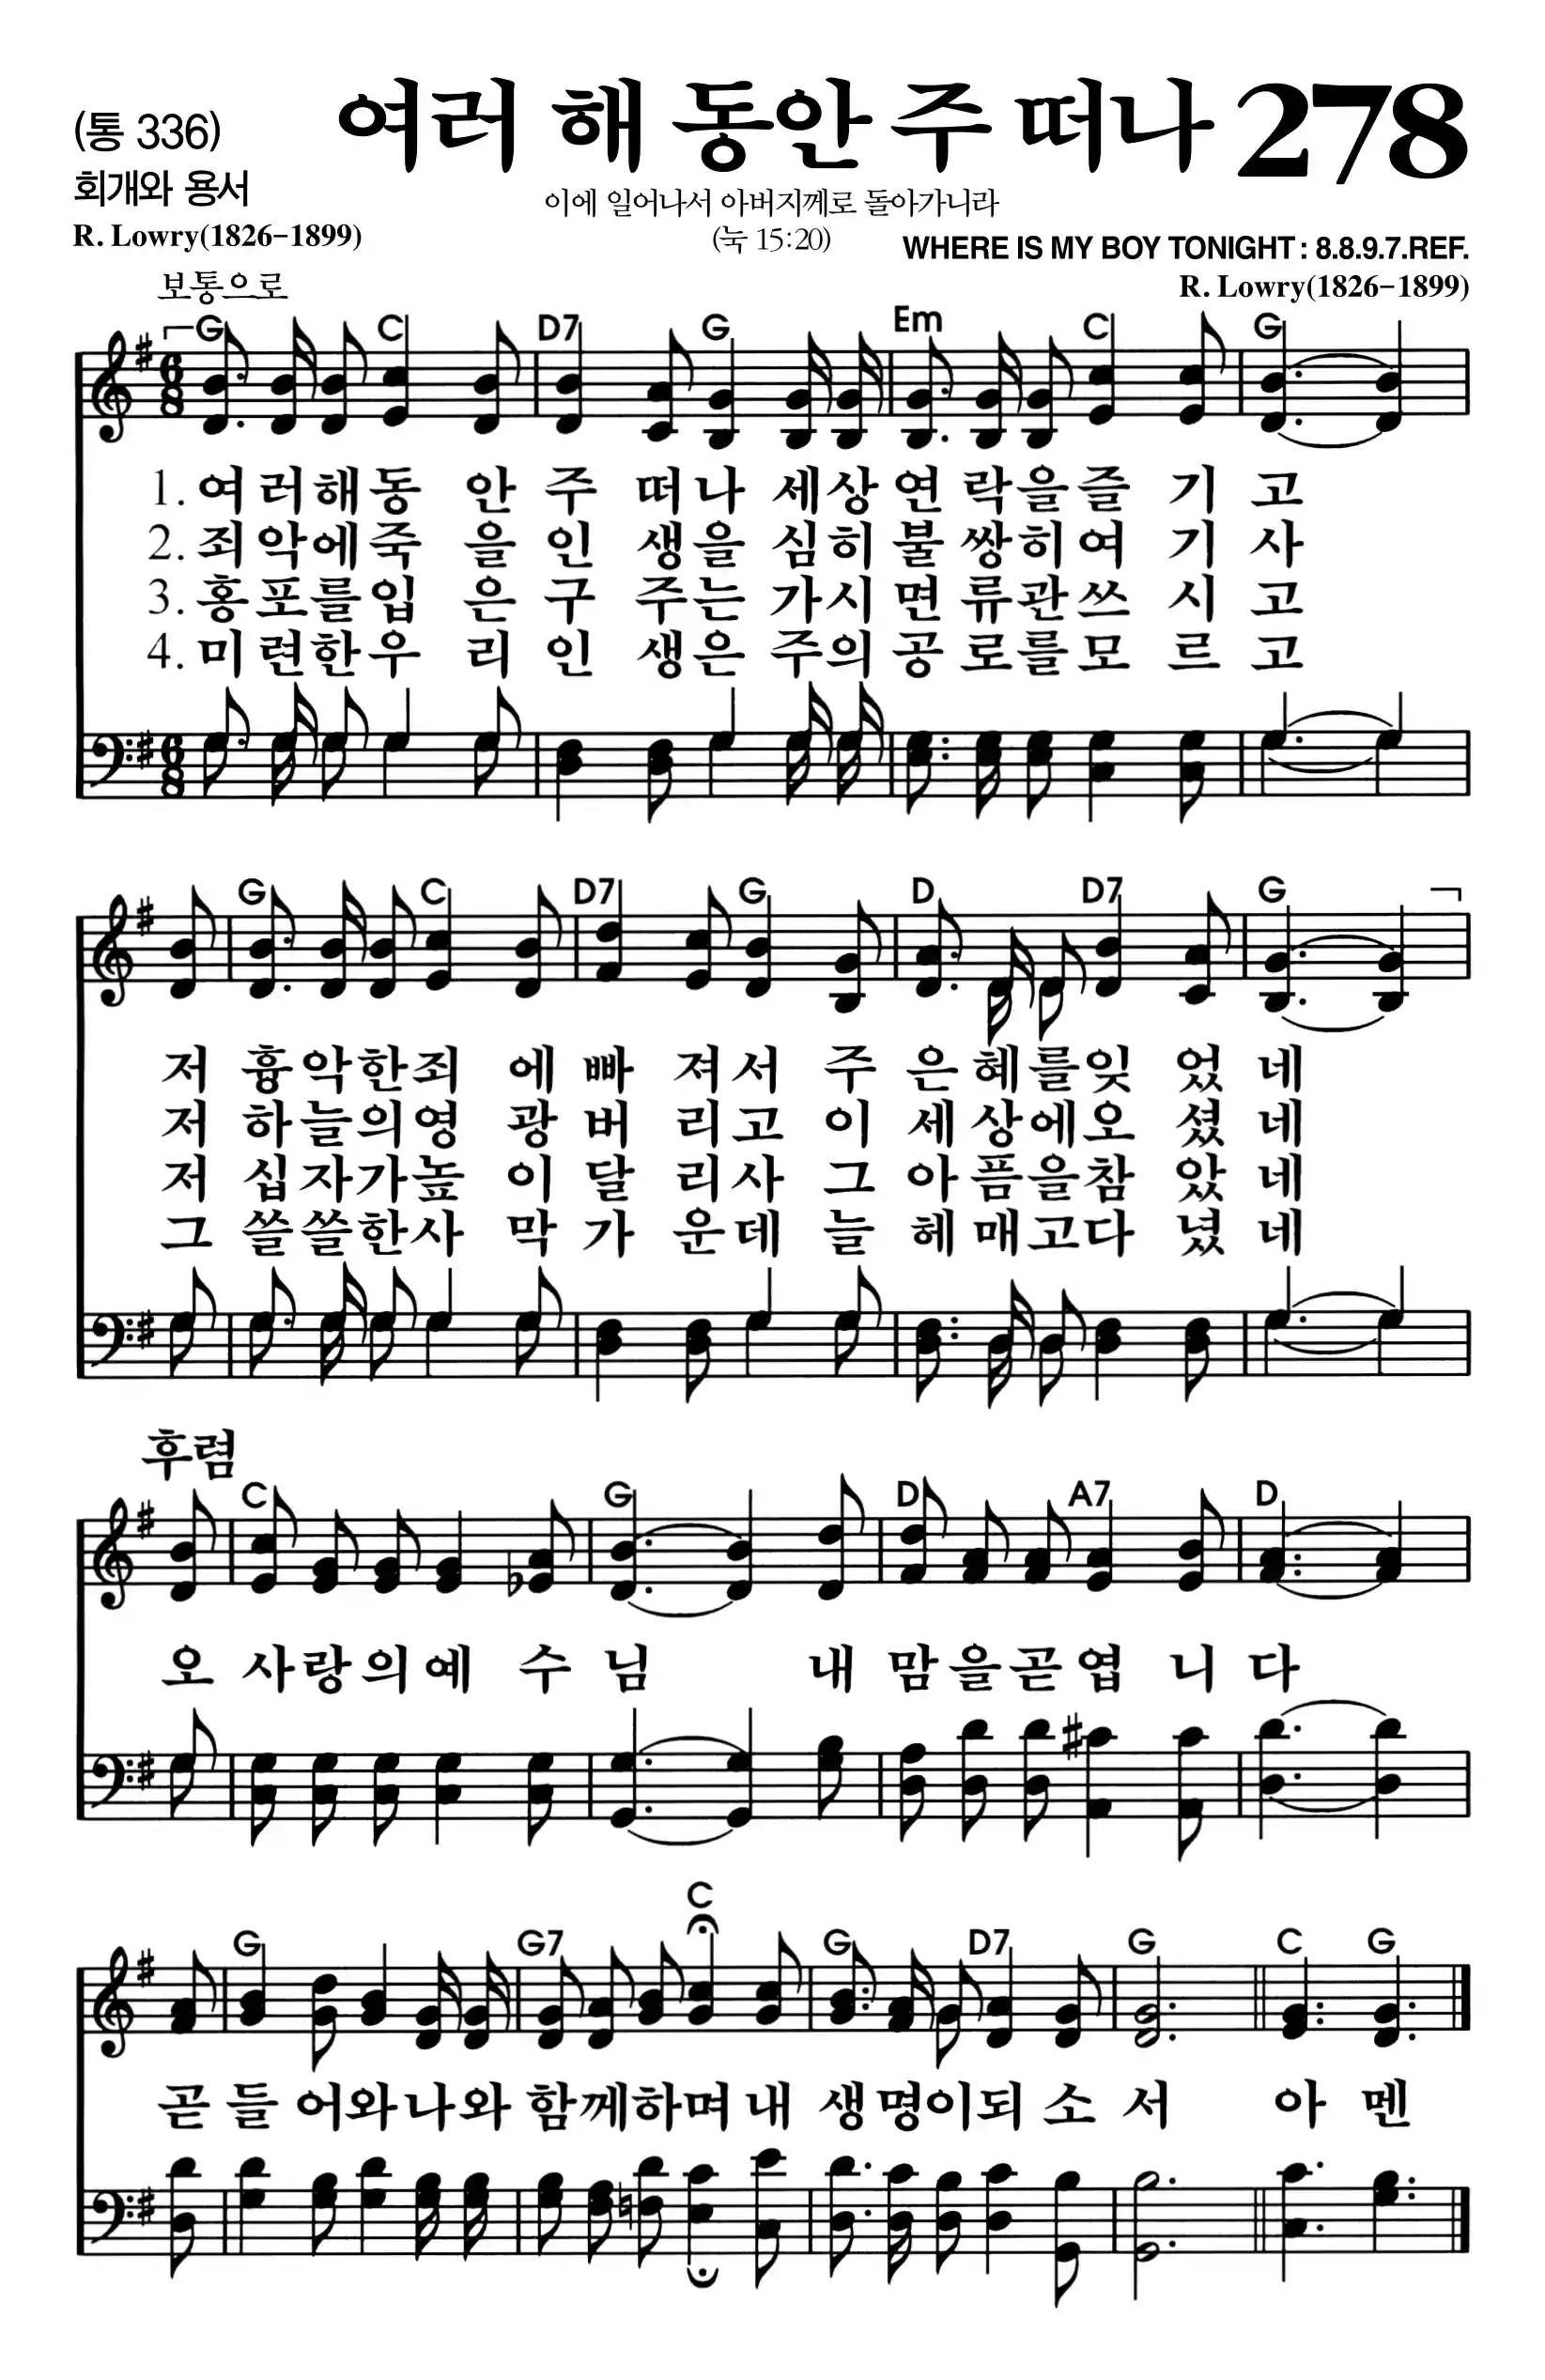 (통 336) 여러 해 동안 주 떠나 278
회개와 용서
이에 일어나서 아버지께로 돌아가니라
R. Lowry(1826-1899) (눅 15:20) WHERE IS MY BOY TONIGHT : 8.8.9.7.REF.
보통으로 R. Lowry(1826-1899)
G C D7 G Em C G
1. 여러해동 안 주 떠나 세상 연 락을즐 기 고
2. 죄악에죽 을 인 생을 심히 불 쌍히여 기 사
3. 홍포를입 은 구 주는 가시 면 류관쓰 시 고
4. 미련한우 리 인 생은 주의 공 로를모 르 고
G C D7 G D D7 G
저 흉악한죄 에 빠 져서 주 은혜를잊 었 네
저 하늘의영 광 버 리고 이 세상에오 셨 네
저 십자가높 이 달 리사 그 아픔을참 았 네
그 쓸쓸한사 막 가 운데 늘 헤매고다 녔 네
후렴
C G D A7 D
오 사랑의예 수 님 내 맘을곧엽 니 다
C
G G7 G D7 G C G
곧 들 어와나와 함께하며 내 생명이되 소 서 아 멘